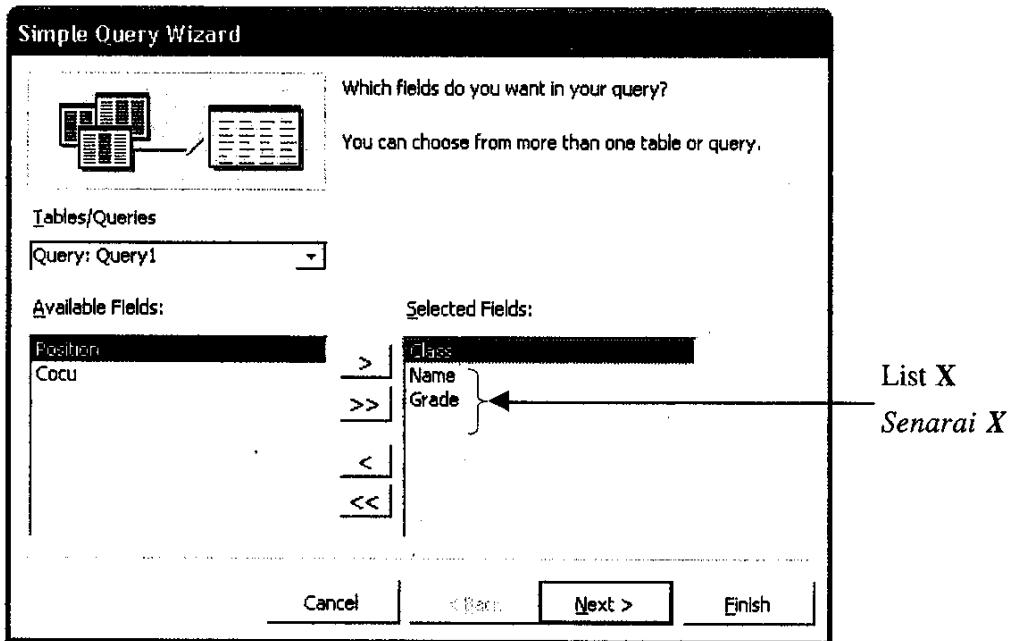 Simple Query Wizard
Which fields do you want in your query?
You can choose from more than one table or query.
Tables/Queries
Query: Query1
Available Fields:
Selected Fields:
Position
Cocu
>
>>
<
<<
Class
Name
Grade
List X
Senarai X
Cancel
< Back
Next >
Finish